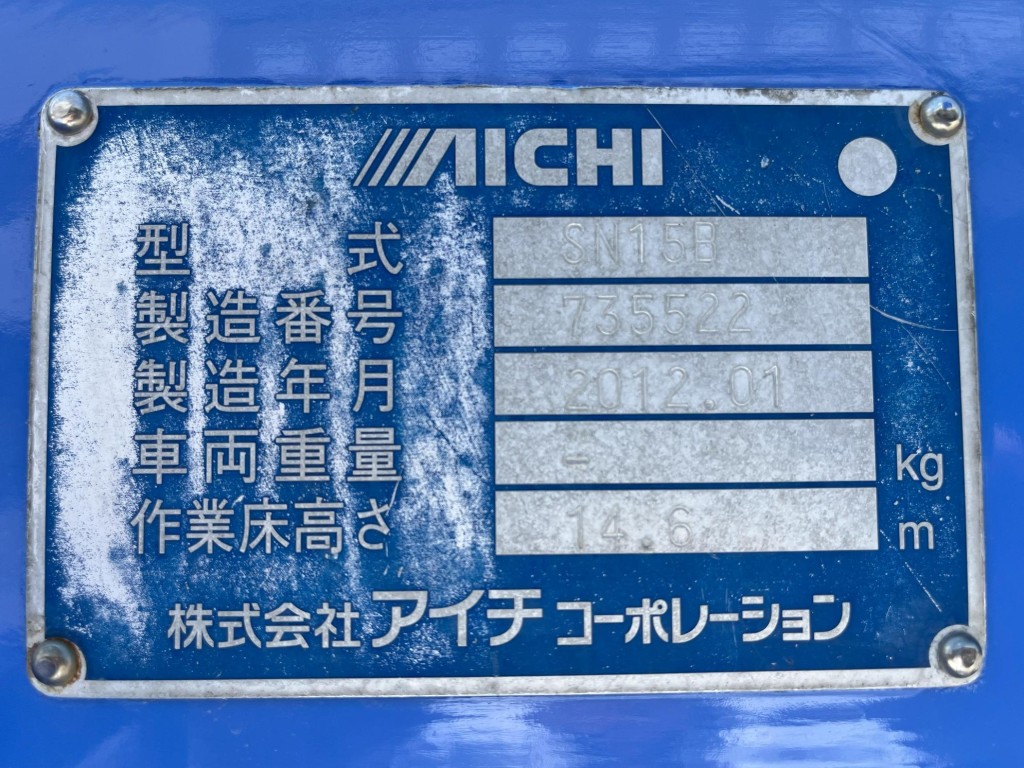 AICHI
型式 SN15B
製造番号 735522
製造年月 2012.01
車両重量 - kg
作業床高さ 14.6 m
株式会社アイチコーポレーション